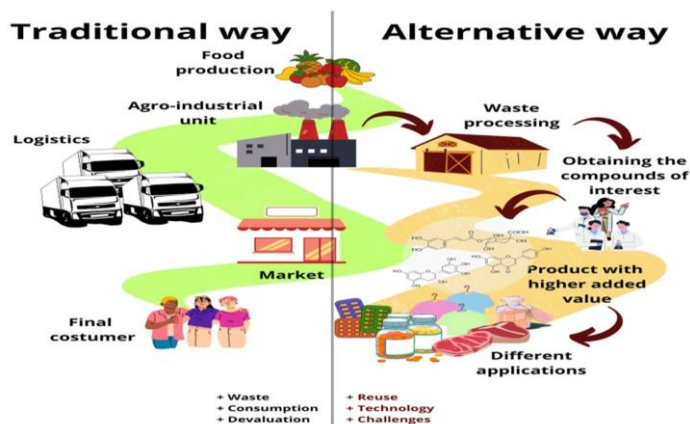 Traditional way
Alternative way
Food
production
Agro-industrial
unit
Logistics
Market
Final
costumer
Waste
processing
Obtaining the
compounds of
interest
Product with
higher added
value
Different
applications
+ Waste
+ Consumption
+ Devaluation
+ Reuse
+ Technology
+ Challenges